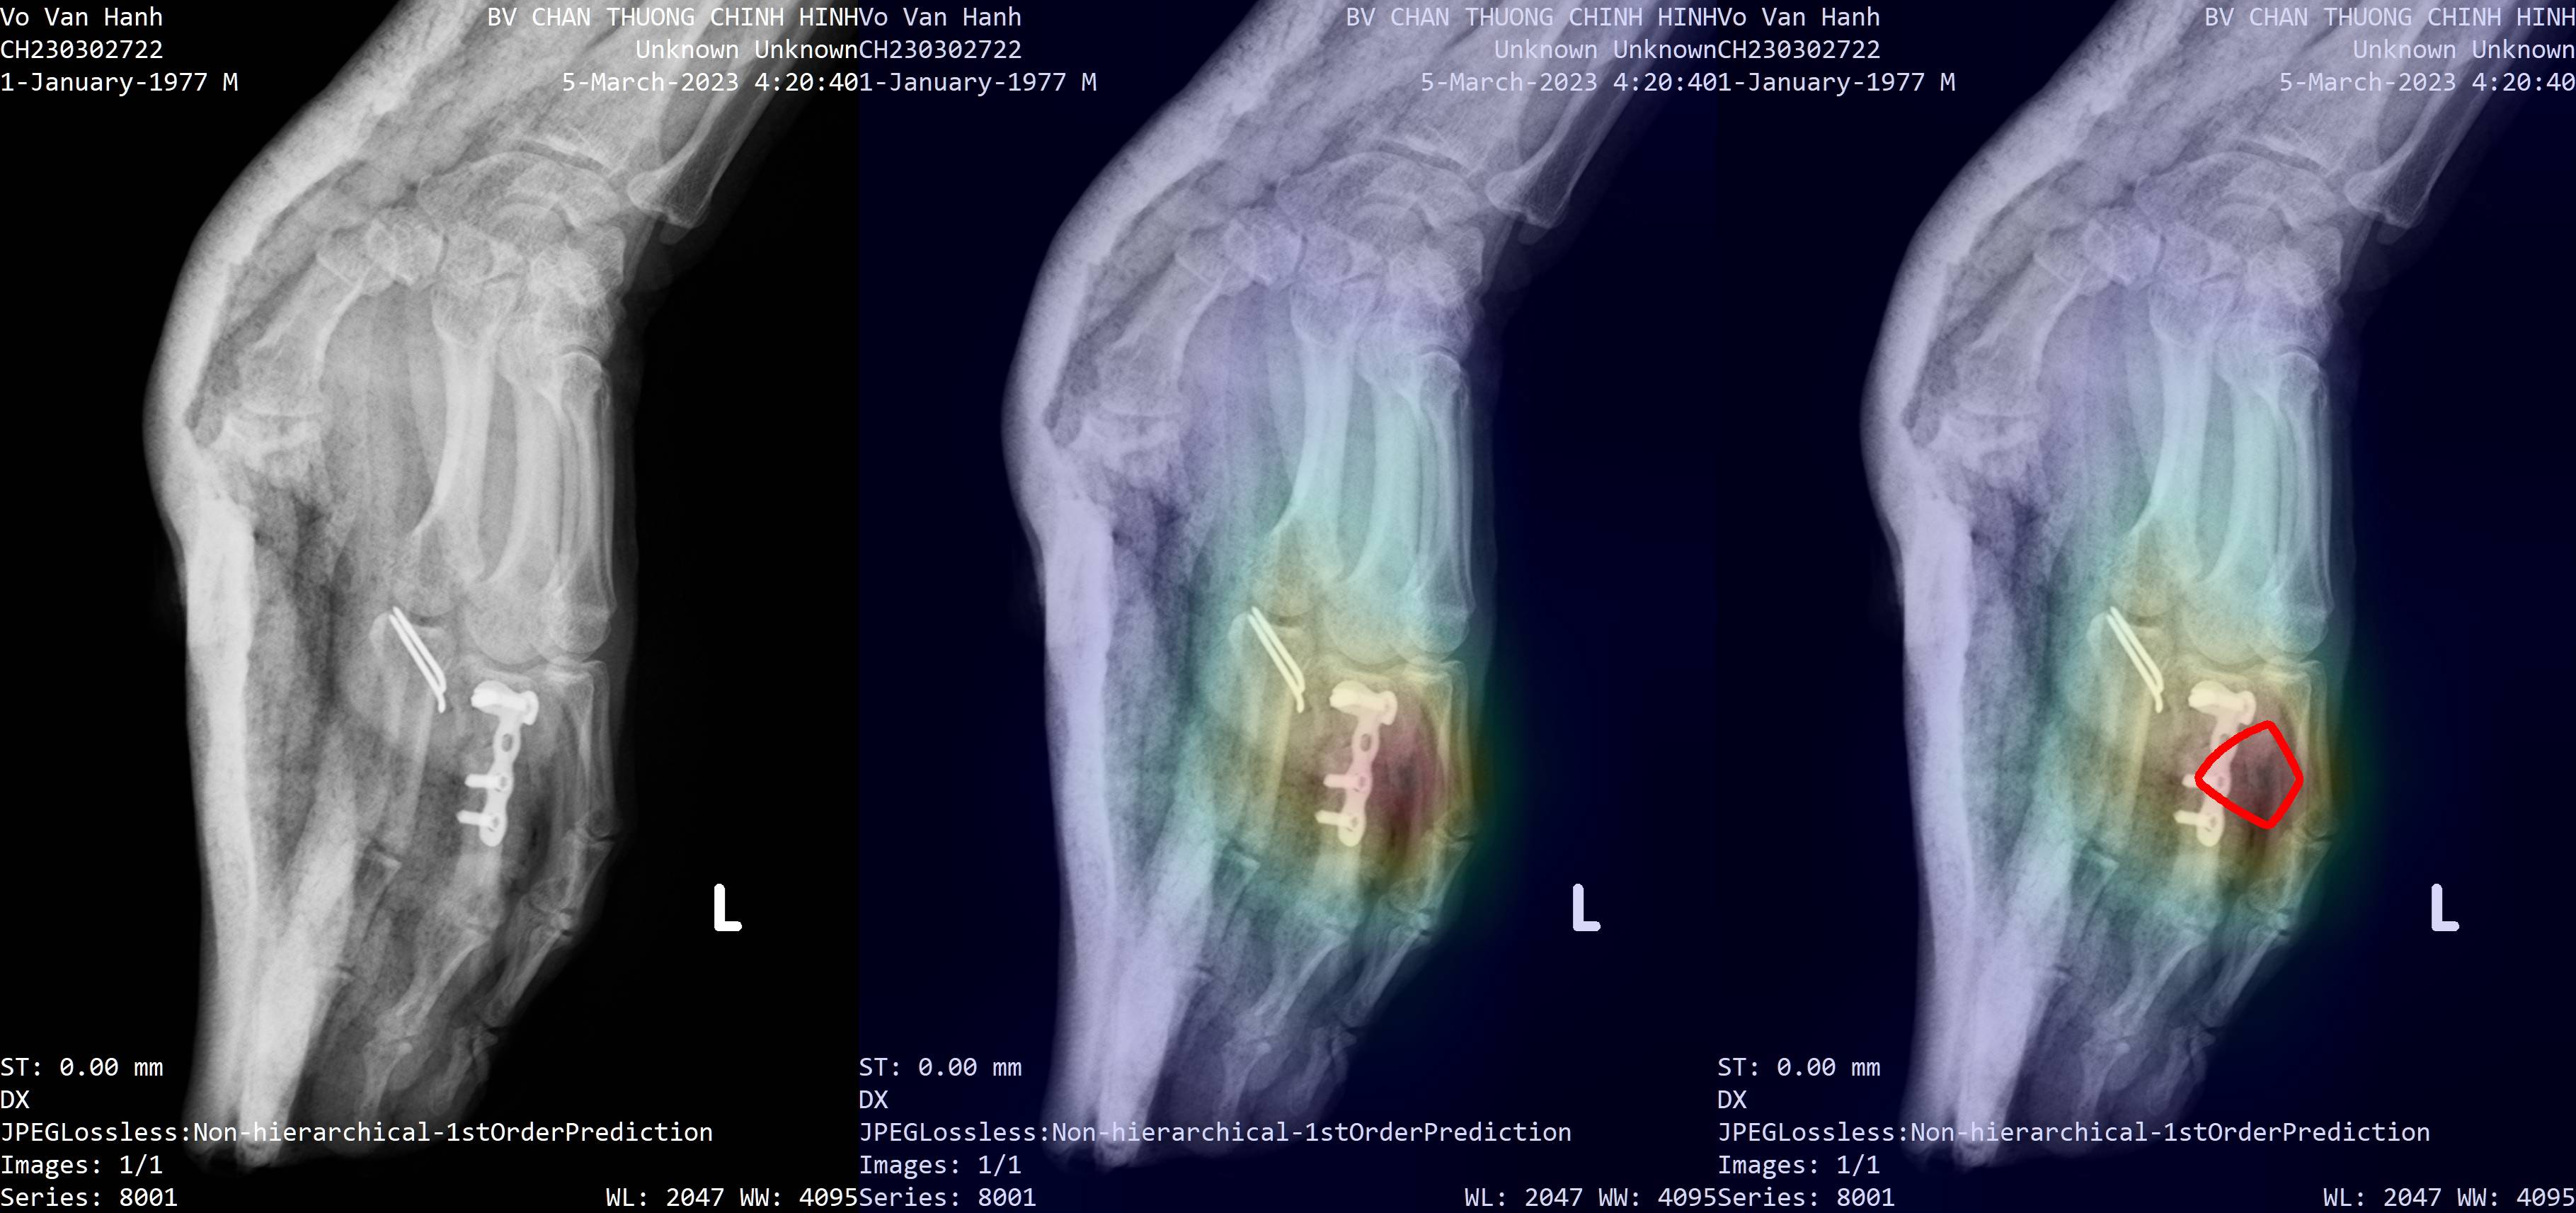 Vo Van Hanh
CH230302722
1-January-1977 M
BV CHAN THUONG CHINH HINH
Unknown Unknown
5-March-2023 4:20:40
L
ST: 0.00 mm
DX
JPEGLossless:Non-hierarchical-1stOrderPrediction
Images: 1/1
Series: 8001
WL: 2047 WW: 4095
Vo Van Hanh
CH230302722
1-January-1977 M
BV CHAN THUONG CHINH HINH
Unknown Unknown
5-March-2023 4:20:40
L
ST: 0.00 mm
DX
JPEGLossless:Non-hierarchical-1stOrderPrediction
Images: 1/1
Series: 8001
WL: 2047 WW: 4095
Vo Van Hanh
CH230302722
1-January-1977 M
BV CHAN THUONG CHINH HINH
Unknown Unknown
5-March-2023 4:20:40
L
ST: 0.00 mm
DX
JPEGLossless:Non-hierarchical-1stOrderPrediction
Images: 1/1
Series: 8001
WL: 2047 WW: 4095